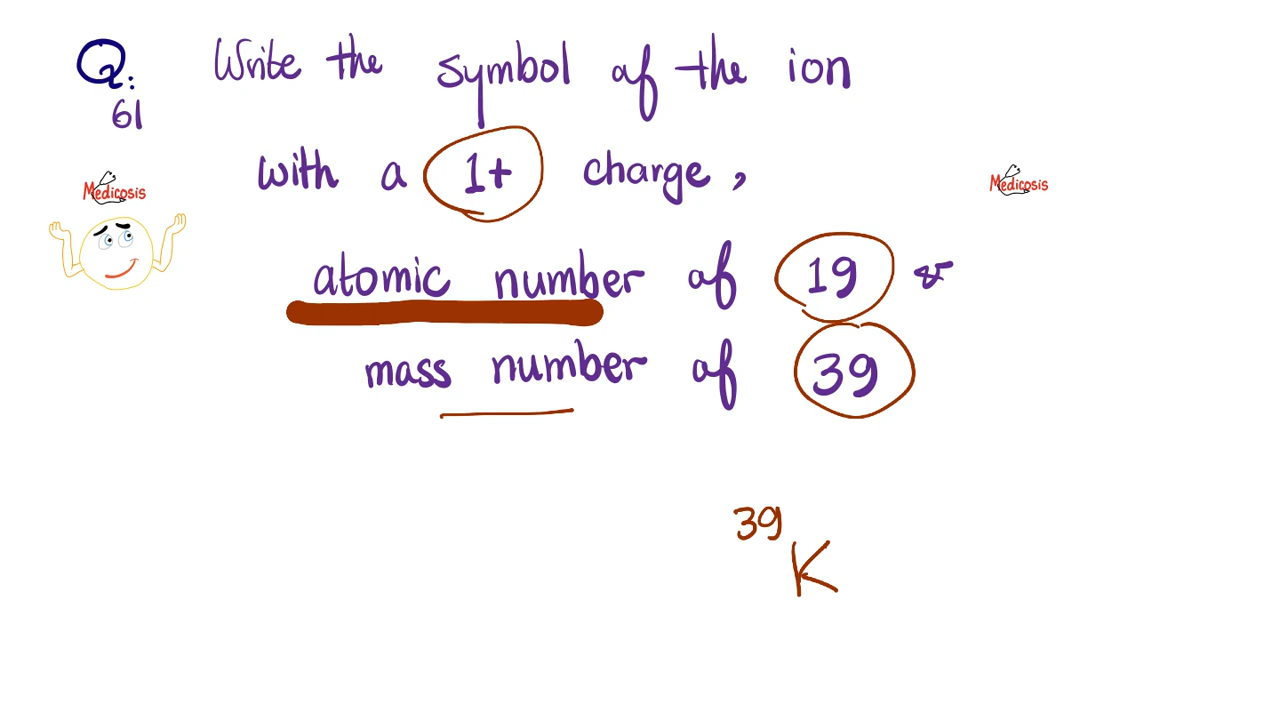 Q: Write the symbol of the ion
61
with a 1+ charge,
Medicosis
Medicosis
atomic number of 19 &
mass number of 39
39
K